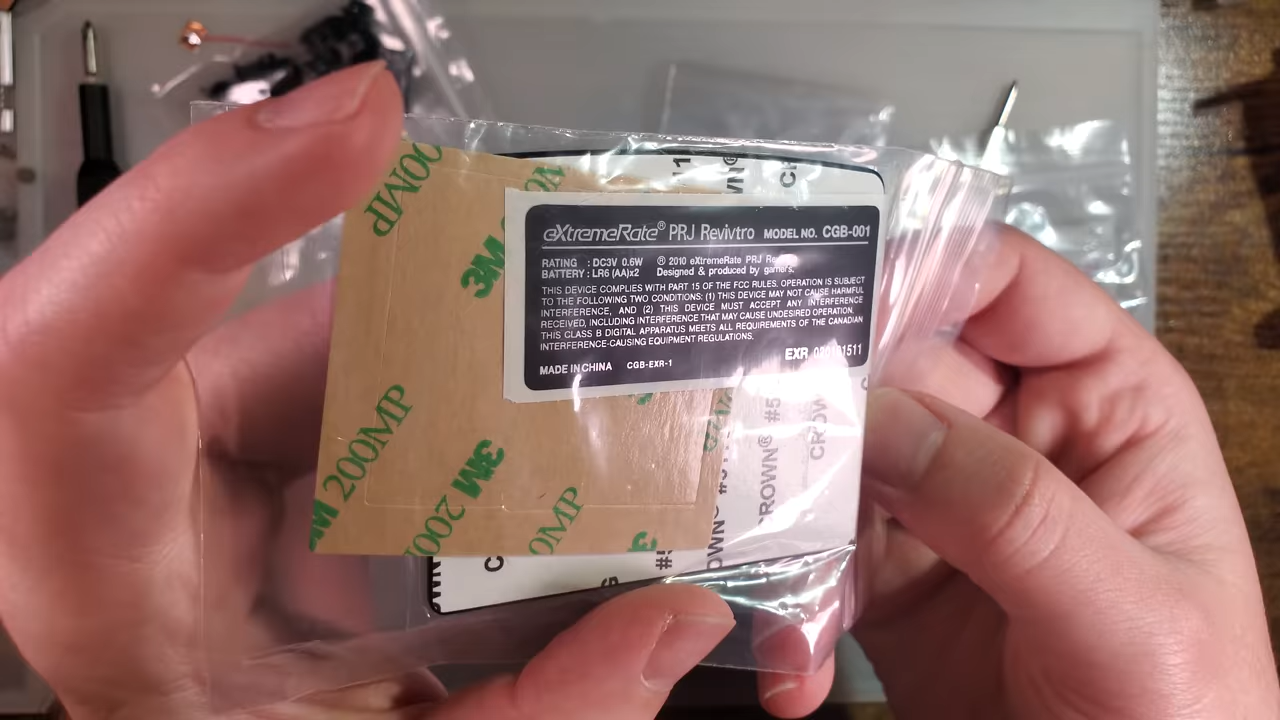 200MP
3M
eXtremeRate® PRJ Revivtro MODEL NO. CGB-001
RATING : DC3V 0.6W
BATTERY : LR6 (AA)x2
® 2010 eXtremeRate PRJ
Designed & produced by gamers.
THIS DEVICE COMPLIES WITH PART 15 OF THE FCC RULES. OPERATION IS SUBJECT
TO THE FOLLOWING TWO CONDITIONS: (1) THIS DEVICE MAY NOT CAUSE HARMFUL
INTERFERENCE, AND (2) THIS DEVICE MUST ACCEPT ANY INTERFERENCE
RECEIVED, INCLUDING INTERFERENCE THAT MAY CAUSE UNDESIRED OPERATION.
THIS CLASS B DIGITAL APPARATUS MEETS ALL REQUIREMENTS OF THE CANADIAN
INTERFERENCE-CAUSING EQUIPMENT REGULATIONS.
MADE IN CHINA CGB-EXR-1
EXR
3M 200MP
3M 200MP
CROWN® #5
CROWN